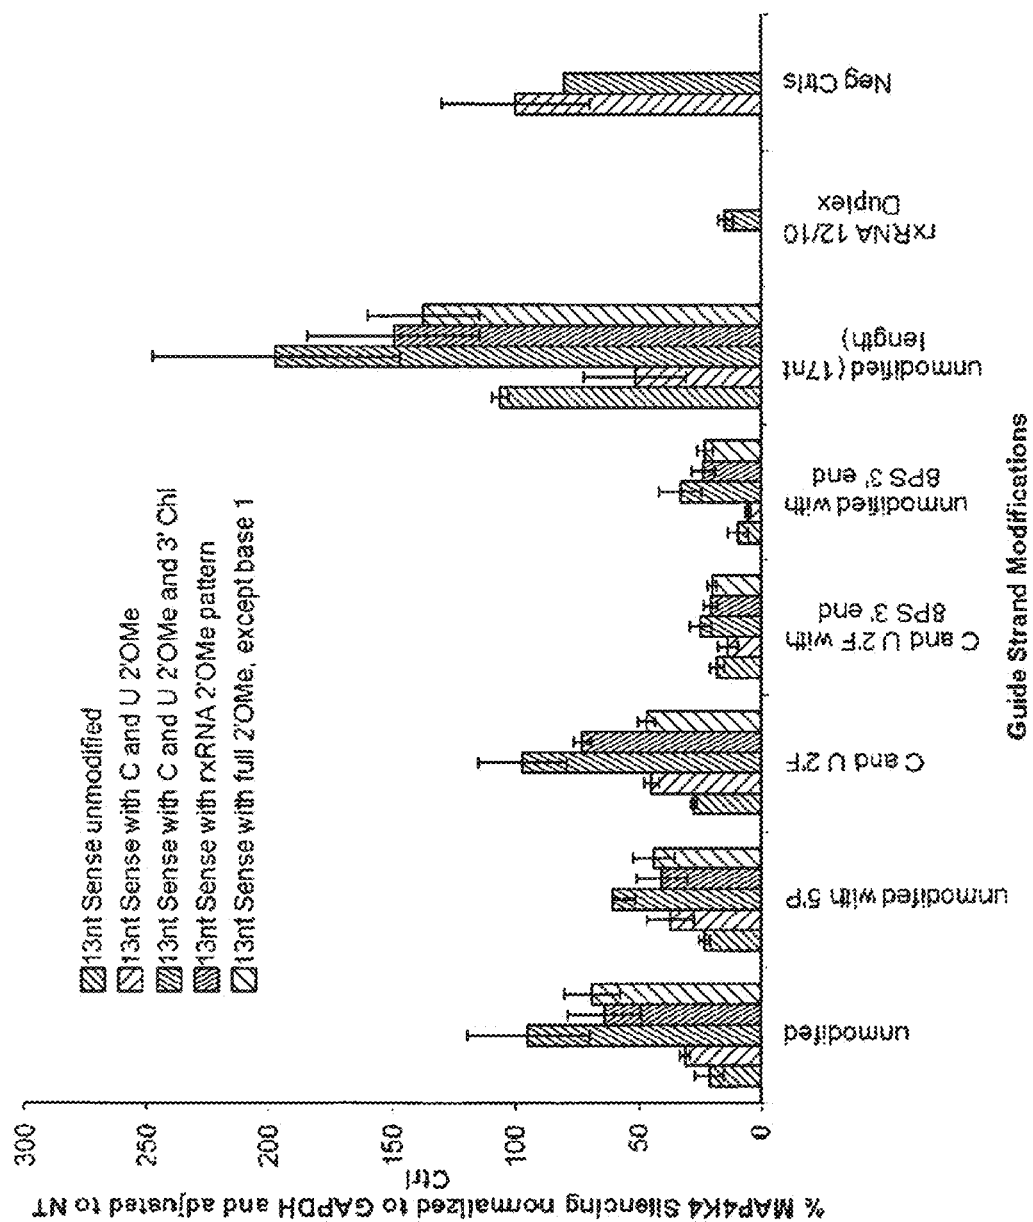 % MAP4K4 Silencing normalized to GAPDH and adjusted to NT
Ctrl
300
250
200
150
100
50
0
13nt Sense unmodified
13nt Sense with C and U 2'OMe
13nt Sense with C and U 2'OMe and 3' Chl
13nt Sense with rxRNA 2'OMe pattern
13nt Sense with full 2'OMe, except base 1
unmodifed
unmodifed with 5'P
C and U 2'F
C and U 2'F with
8PS 3' end
unmodified with
8PS 3' end
unmodified (17nt
length)
rxRNA 12/10
Duplex
Neg Ctrls
Guide Strand Modifications